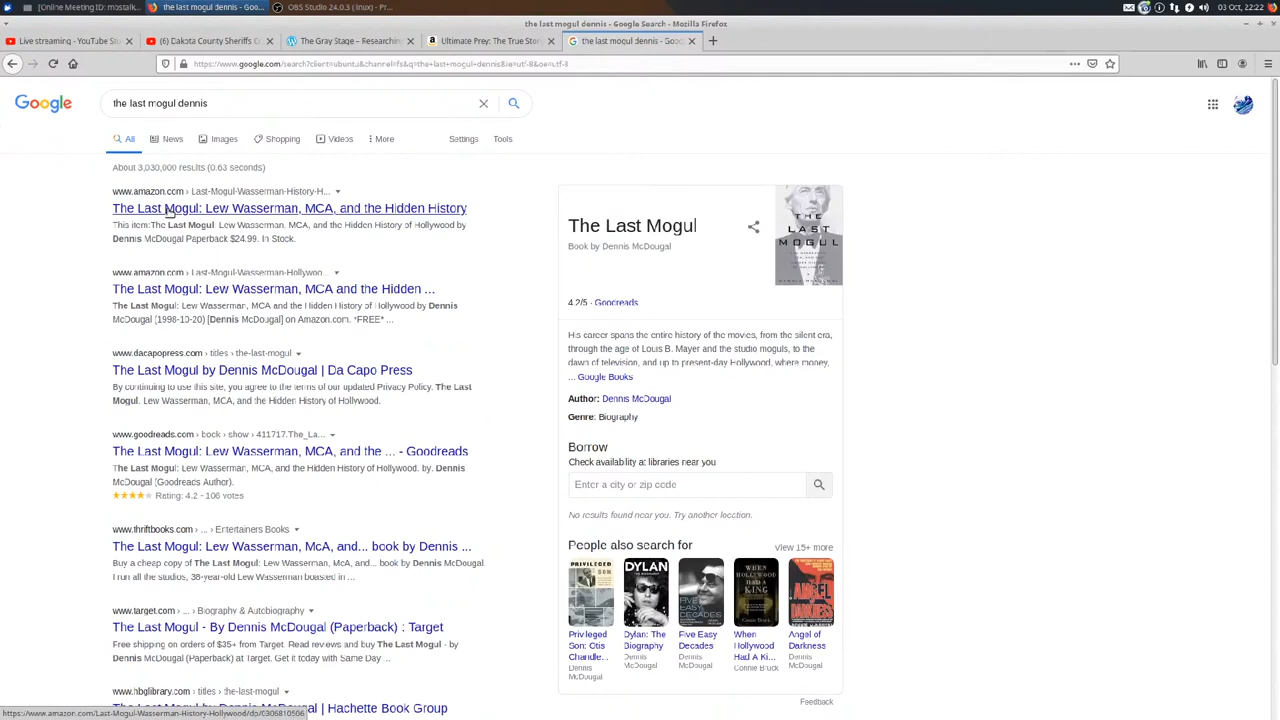 [Online Meeting ID...
the last mogul dennis - Goo...
OBS Studio 24.0.3 (linux) - Pr...
03 Oct, 22:22
the last mogul dennis - Google Search - Mozilla Firefox
Live streaming - YouTube Stu
(6) Dakota County Sheriffs D
The Gray Stage – Researching
Ultimate Prey: The True Story
the last mogul dennis - Goog
https://www.google.com/search?client=ubuntu&channel=fs&q=the+last+mogul+dennis&ie=utf-8&oe=utf-8
Google
the last mogul dennis
All
News
Images
Shopping
Videos
More
Settings
Tools
About 3,030,000 results (0.63 seconds)
www.amazon.com › Last-Mogul-Wasserman-History-H...
The Last Mogul: Lew Wasserman, MCA, and the Hidden History
This item:The Last Mogul: Lew Wasserman, MCA, and the Hidden History of Hollywood by
Dennis McDougal Paperback $24.99. In Stock.
www.amazon.com › Last-Mogul-Wasserman-Hollywoo...
The Last Mogul: Lew Wasserman, MCA and the Hidden ...
The Last Mogul: Lew Wasserman, MCA and the Hidden History of Hollywood by Dennis
McDougal (1998-10-20) [Dennis McDougal] on Amazon.com. *FREE* ...
www.dacapopress.com › titles › the-last-mogul
The Last Mogul by Dennis McDougal | Da Capo Press
By continuing to use this site, you agree to the terms of our updated Privacy Policy. The Last
Mogul. Lew Wasserman, MCA, and the Hidden History of Hollywood.
www.goodreads.com › book › show › 411717.The_La...
The Last Mogul: Lew Wasserman, MCA, and the ... - Goodreads
The Last Mogul: Lew Wasserman, MCA, and the Hidden History of Hollywood. by. Dennis
McDougal (Goodreads Author).
Rating: 4.2 - 106 votes
www.thriftbooks.com › ... › Entertainers Books
The Last Mogul: Lew Wasserman, McA, and... book by Dennis ...
Buy a cheap copy of The Last Mogul: Lew Wasserman, McA, and... book by Dennis McDougal.
I run all the studios, 38-year-old Lew Wasserman boasted in ...
www.target.com › ... › Biography & Autobiography
The Last Mogul - By Dennis McDougal (Paperback) : Target
Free shipping on orders of $35+ from Target. Read reviews and buy The Last Mogul - by
Dennis McDougal (Paperback) at Target. Get it today with Same Day ...
www.hbglibrary.com › titles › the-last-mogul
The Last Mogul by Dennis McDougal | Hachette Book Group
https://www.amazon.com/Last-Mogul-Wasserman-History-Hollywood/dp/0306810506
The Last Mogul
Book by Dennis McDougal
THE
LAST
MOGUL
4.2/5 · Goodreads
His career spans the entire history of the movies, from the silent era,
through the age of Louis B. Mayer and the studio moguls, to the
dawn of television, and up to present-day Hollywood, where money,
... Google Books
Author: Dennis McDougal
Genre: Biography
Borrow
Check availability at libraries near you
Enter a city or zip code
No results found near you. Try another location.
People also search for
View 15+ more
PRIVILEGED
SON
DYLAN
FIVE
EASY
DECADES
WHEN
HOLLYWOOD
HAD A
KING
ANGEL
OF
DARKNESS
Privileged
Son: Otis
Chandle...
Dennis
McDougal
Dylan: The
Biography
Dennis
McDougal
Five Easy
Decades
Dennis
McDougal
When
Hollywood
Had A Ki...
Connie Bruck
Angel of
Darkness
Dennis
McDougal
Feedback